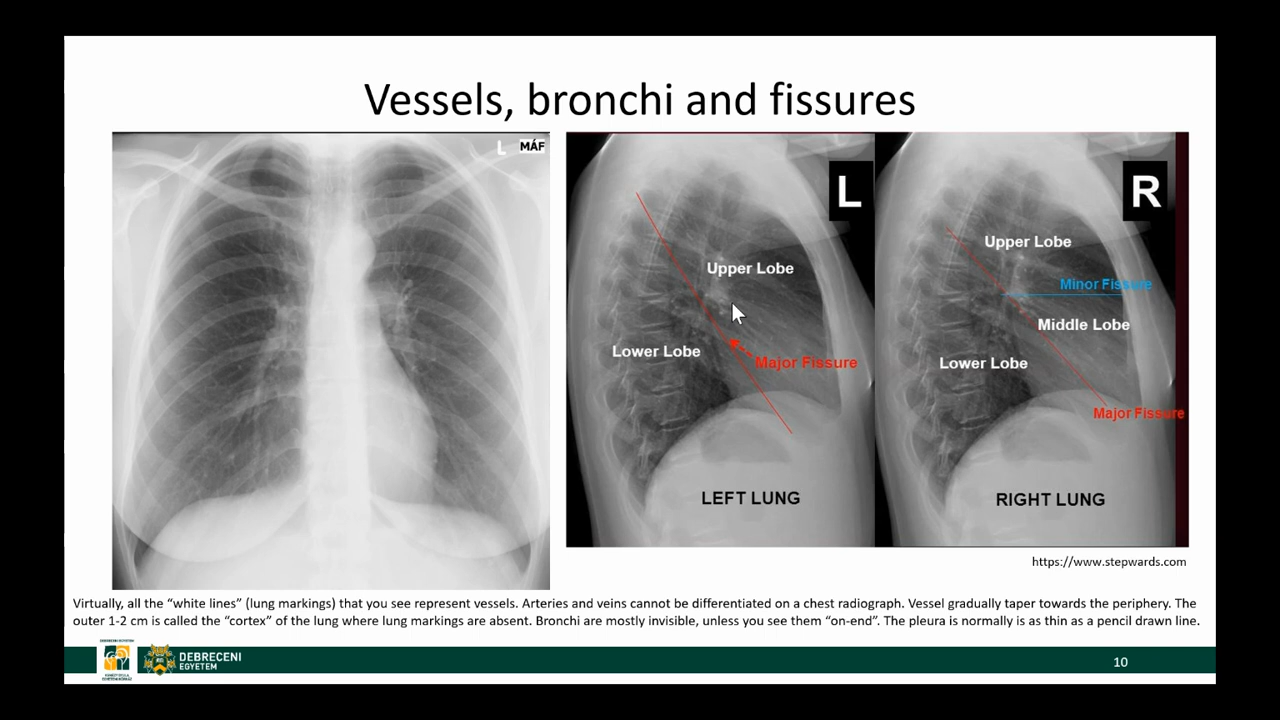 Vessels, bronchi and fissures
L MÁF
L
Upper Lobe
Lower Lobe
Major Fissure
LEFT LUNG
R
Upper Lobe
Minor Fissure
Middle Lobe
Lower Lobe
Major Fissure
RIGHT LUNG
https://www.stepwards.com
Virtually, all the “white lines” (lung markings) that you see represent vessels. Arteries and veins cannot be differentiated on a chest radiograph. Vessel gradually taper towards the periphery. The
outer 1-2 cm is called the “cortex” of the lung where lung markings are absent. Bronchi are mostly invisible, unless you see them “on-end”. The pleura is normally is as thin as a pencil drawn line.
DEBRECENI
EGYETEM
10